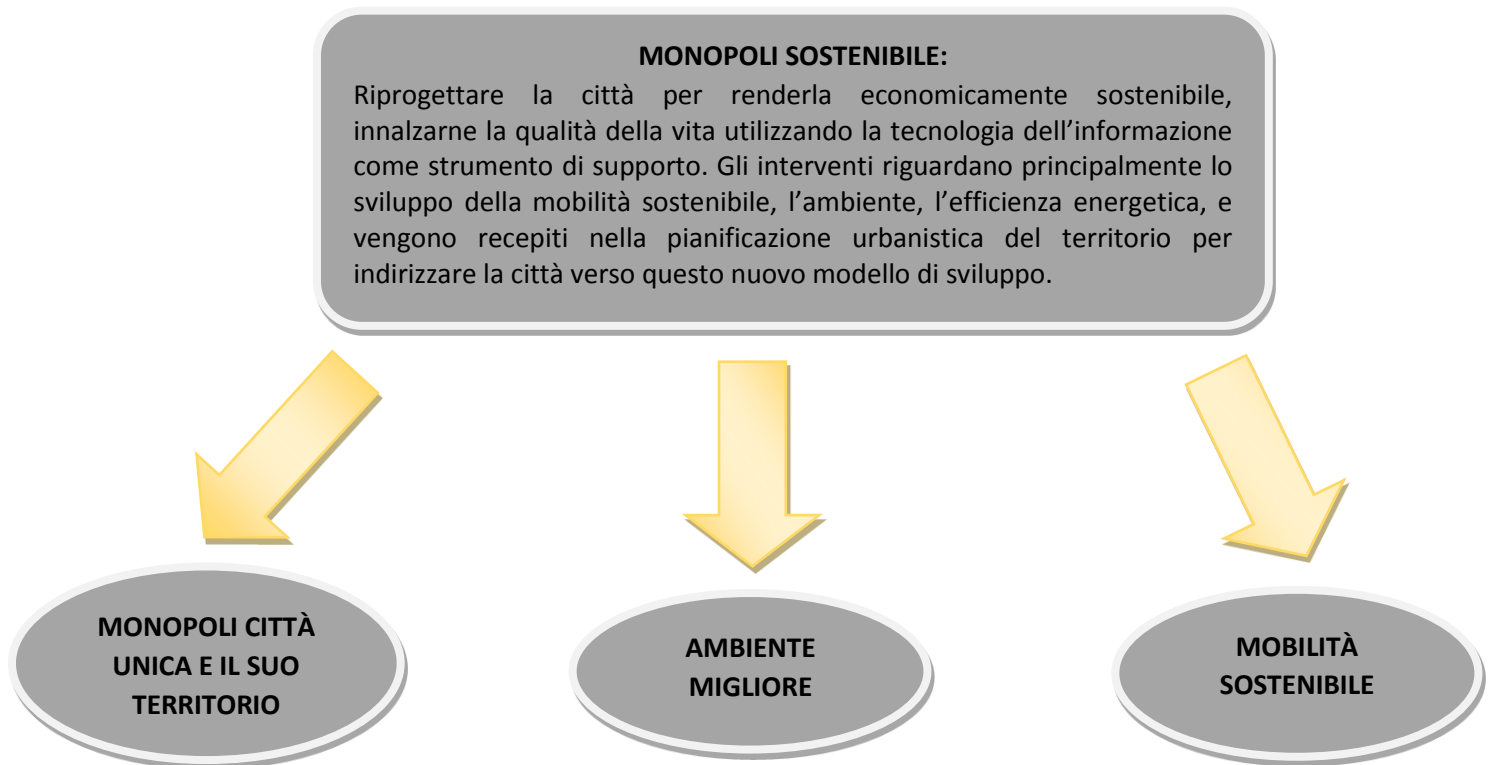 MONOPOLI SOSTENIBILE:
Riprogettare la città per renderla economicamente sostenibile,
innalzarne la qualità della vita utilizzando la tecnologia dell’informazione
come strumento di supporto. Gli interventi riguardano principalmente lo
sviluppo della mobilità sostenibile, l’ambiente, l’efficienza energetica, e
vengono recepiti nella pianificazione urbanistica del territorio per
indirizzare la città verso questo nuovo modello di sviluppo.
MONOPOLI CITTÀ
UNICA E IL SUO
TERRITORIO
AMBIENTE
MIGLIORE
MOBILITÀ
SOSTENIBILE